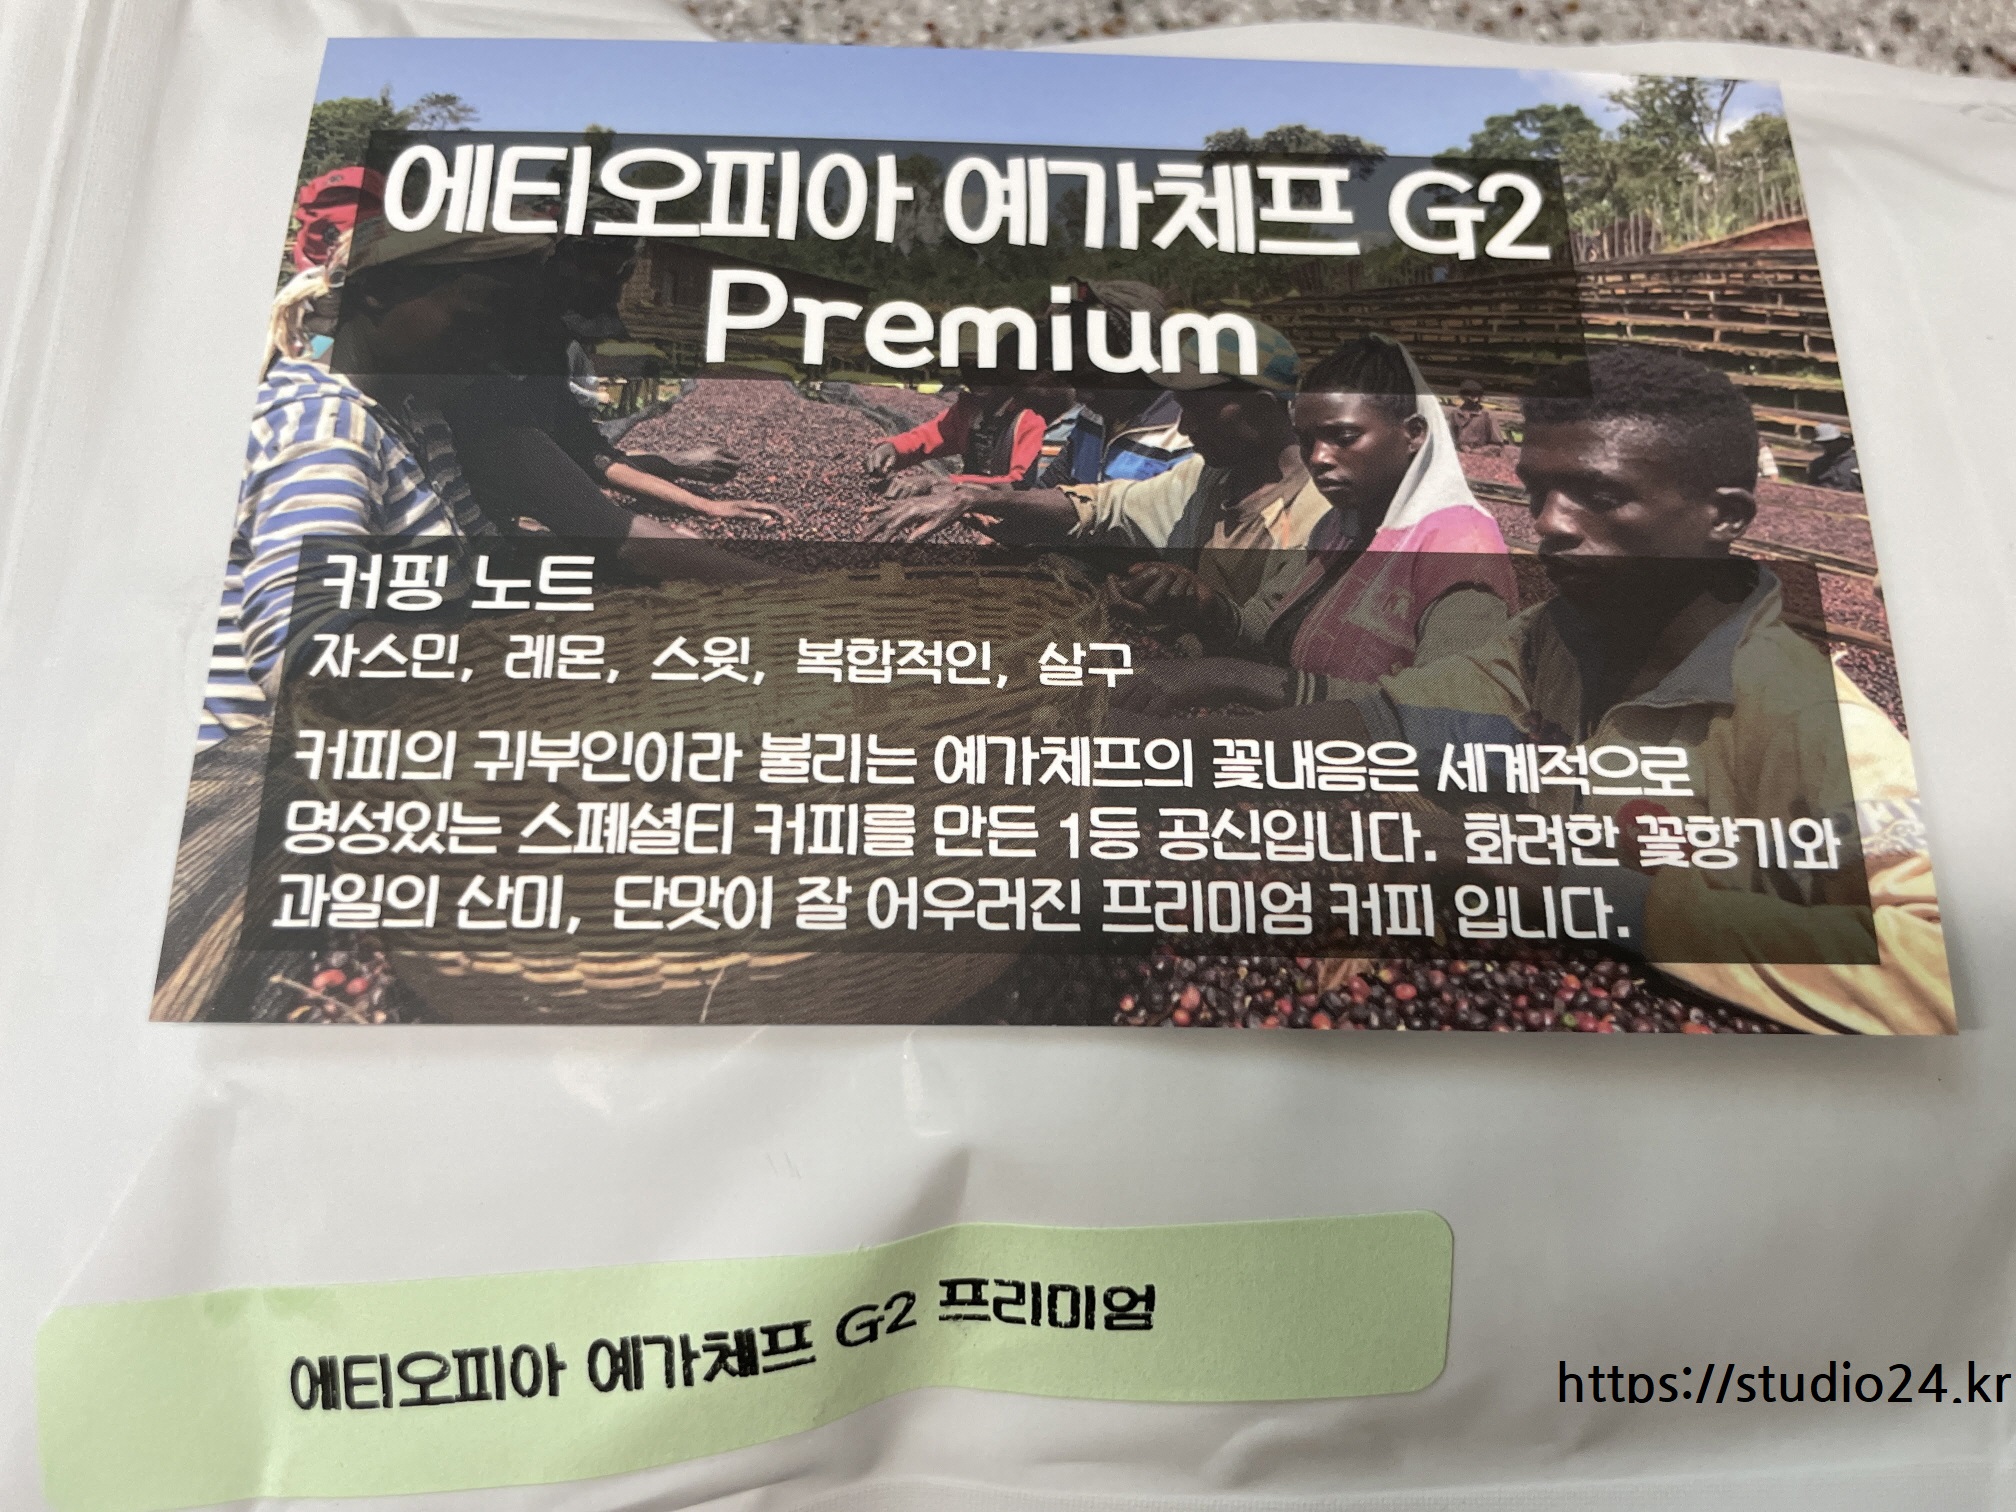 에티오피아 예가체프 G2
Premium
커핑 노트
자스민, 레몬, 스윗, 복합적인, 살구
커피의 귀부인이라 불리는 예가체프의 꽃내음은 세계적으로
명성있는 스페셜티 커피를 만든 1등 공신입니다. 화려한 꽃향기와
과일의 산미, 단맛이 잘 어우러진 프리미엄 커피 입니다.
에티오피아 예가체프 G2 프리미엄
https://studio24.kr